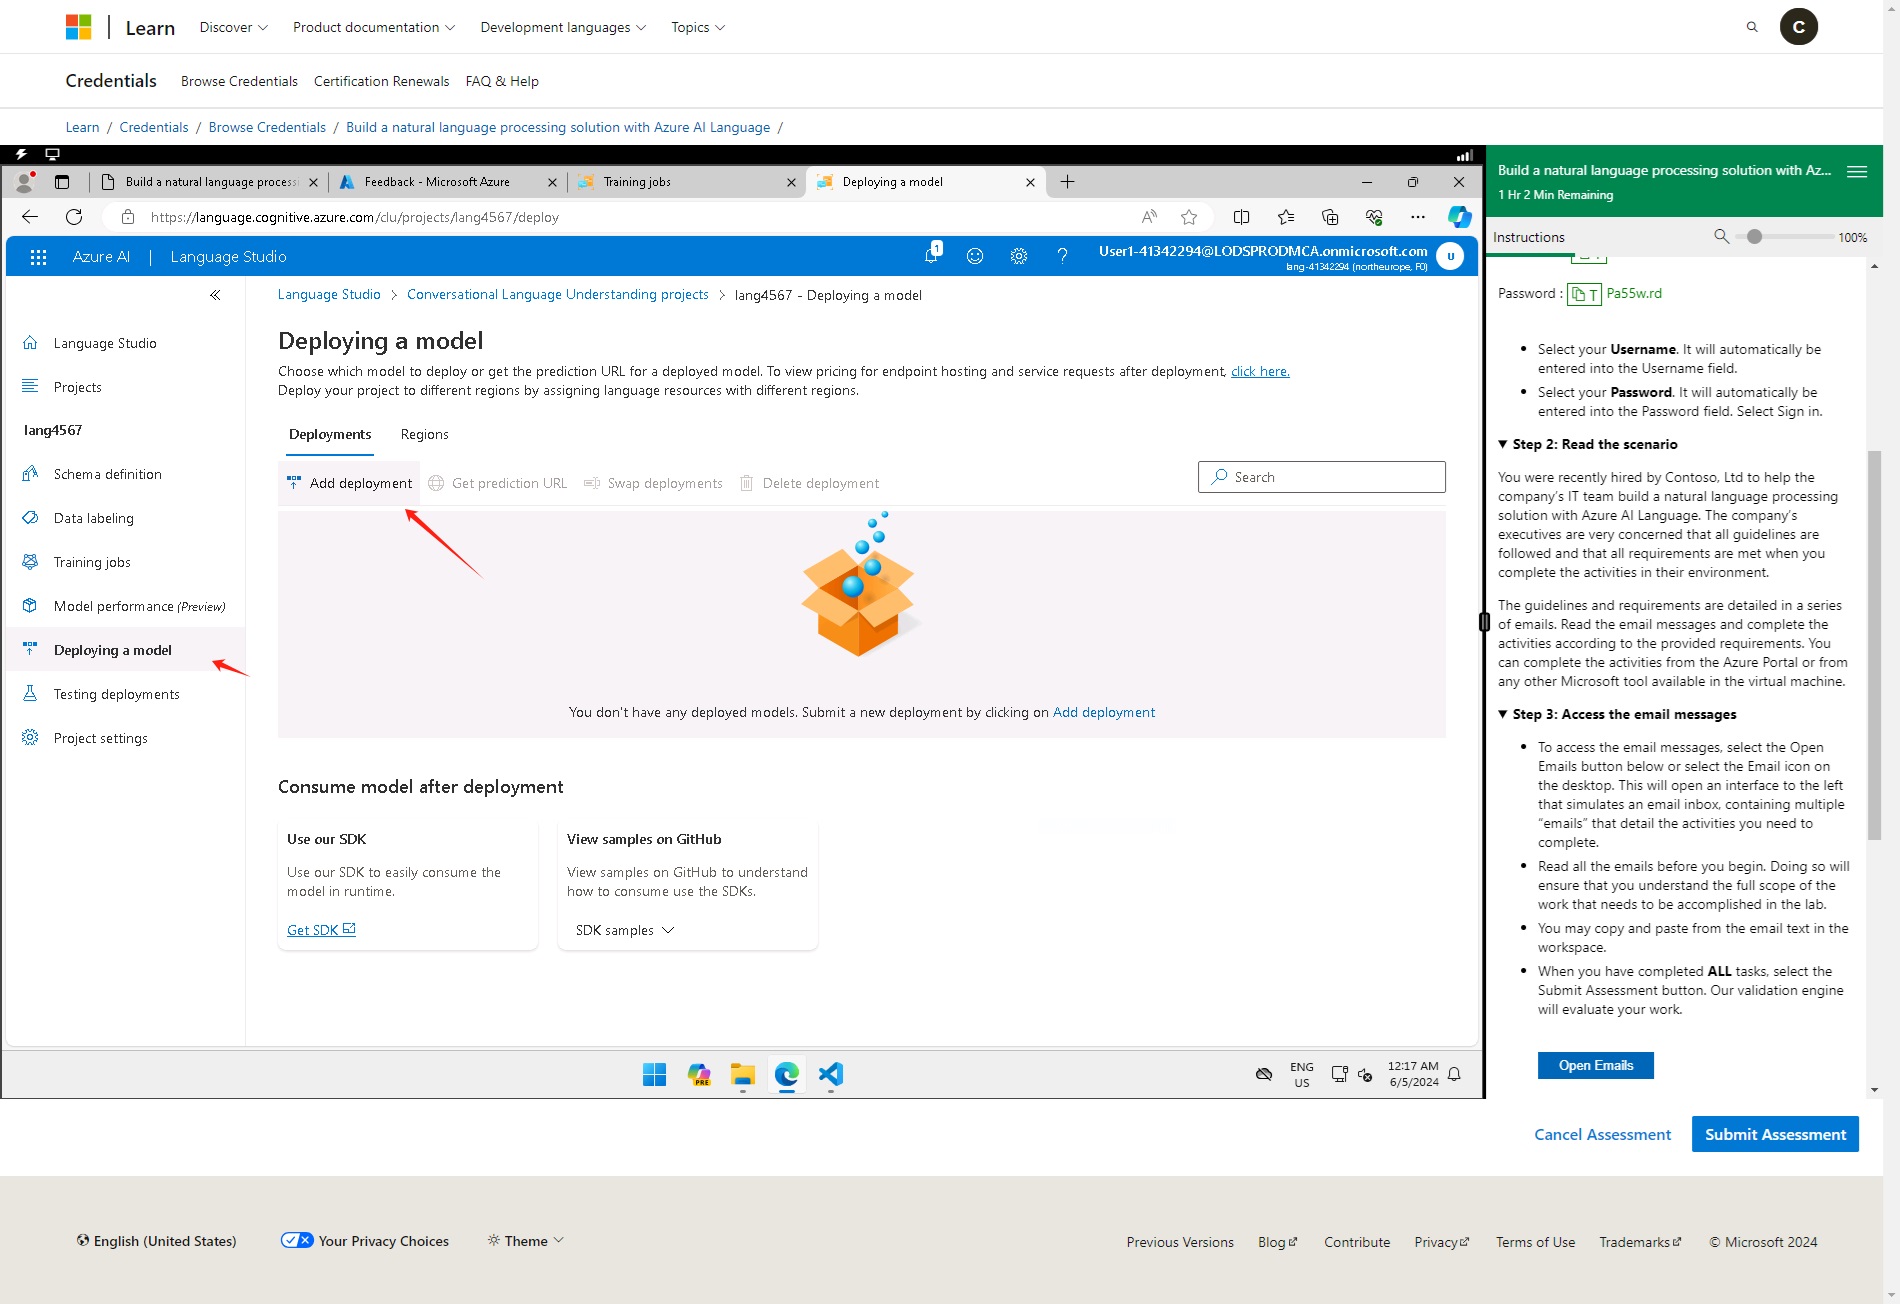 Learn
Discover
Product documentation
Development languages
Topics
C
Credentials
Browse Credentials
Certification Renewals
FAQ & Help
Learn / Credentials / Browse Credentials / Build a natural language processing solution with Azure AI Language /
Build a natural language process
Feedback - Microsoft Azure
Training jobs
Deploying a model
https://language.cognitive.azure.com/clu/projects/lang4567/deploy
Azure AI | Language Studio
1
User1-41342294@LODSPRODMCA.onmicrosoft.com
lang-41342294 (northeurope, F0)
U
Language Studio > Conversational Language Understanding projects > lang4567 - Deploying a model
Language Studio
Projects
lang4567
Schema definition
Data labeling
Training jobs
Model performance (Preview)
Deploying a model
Testing deployments
Project settings
Deploying a model
Choose which model to deploy or get the prediction URL for a deployed model. To view pricing for endpoint hosting and service requests after deployment, click here.
Deploy your project to different regions by assigning language resources with different regions.
Deployments
Regions
Add deployment
Get prediction URL
Swap deployments
Delete deployment
Search
You don't have any deployed models. Submit a new deployment by clicking on Add deployment
Consume model after deployment
Use our SDK
Use our SDK to easily consume the
model in runtime.
Get SDK
View samples on GitHub
View samples on GitHub to understand
how to consume use the SDKs.
SDK samples
PRE
ENG
US
12:17 AM
6/5/2024
Build a natural language processing solution with Az...
1 Hr 2 Min Remaining
Instructions
100%
Password : T Pa55w.rd
• Select your Username. It will automatically be
entered into the Username field.
• Select your Password. It will automatically be
entered into the Password field. Select Sign in.
▼ Step 2: Read the scenario
You were recently hired by Contoso, Ltd to help the
company's IT team build a natural language processing
solution with Azure AI Language. The company's
executives are very concerned that all guidelines are
followed and that all requirements are met when you
complete the activities in their environment.
The guidelines and requirements are detailed in a series
of emails. Read the email messages and complete the
activities according to the provided requirements. You
can complete the activities from the Azure Portal or from
any other Microsoft tool available in the virtual machine.
▼ Step 3: Access the email messages
• To access the email messages, select the Open
Emails button below or select the Email icon on
the desktop. This will open an interface to the left
that simulates an email inbox, containing multiple
“emails” that detail the activities you need to
complete.
• Read all the emails before you begin. Doing so will
ensure that you understand the full scope of the
work that needs to be accomplished in the lab.
• You may copy and paste from the email text in the
workspace.
• When you have completed ALL tasks, select the
Submit Assessment button. Our validation engine
will evaluate your work.
Open Emails
Cancel Assessment
Submit Assessment
English (United States)
Your Privacy Choices
Theme
Previous Versions
Blog
Contribute
Privacy
Terms of Use
Trademarks
© Microsoft 2024